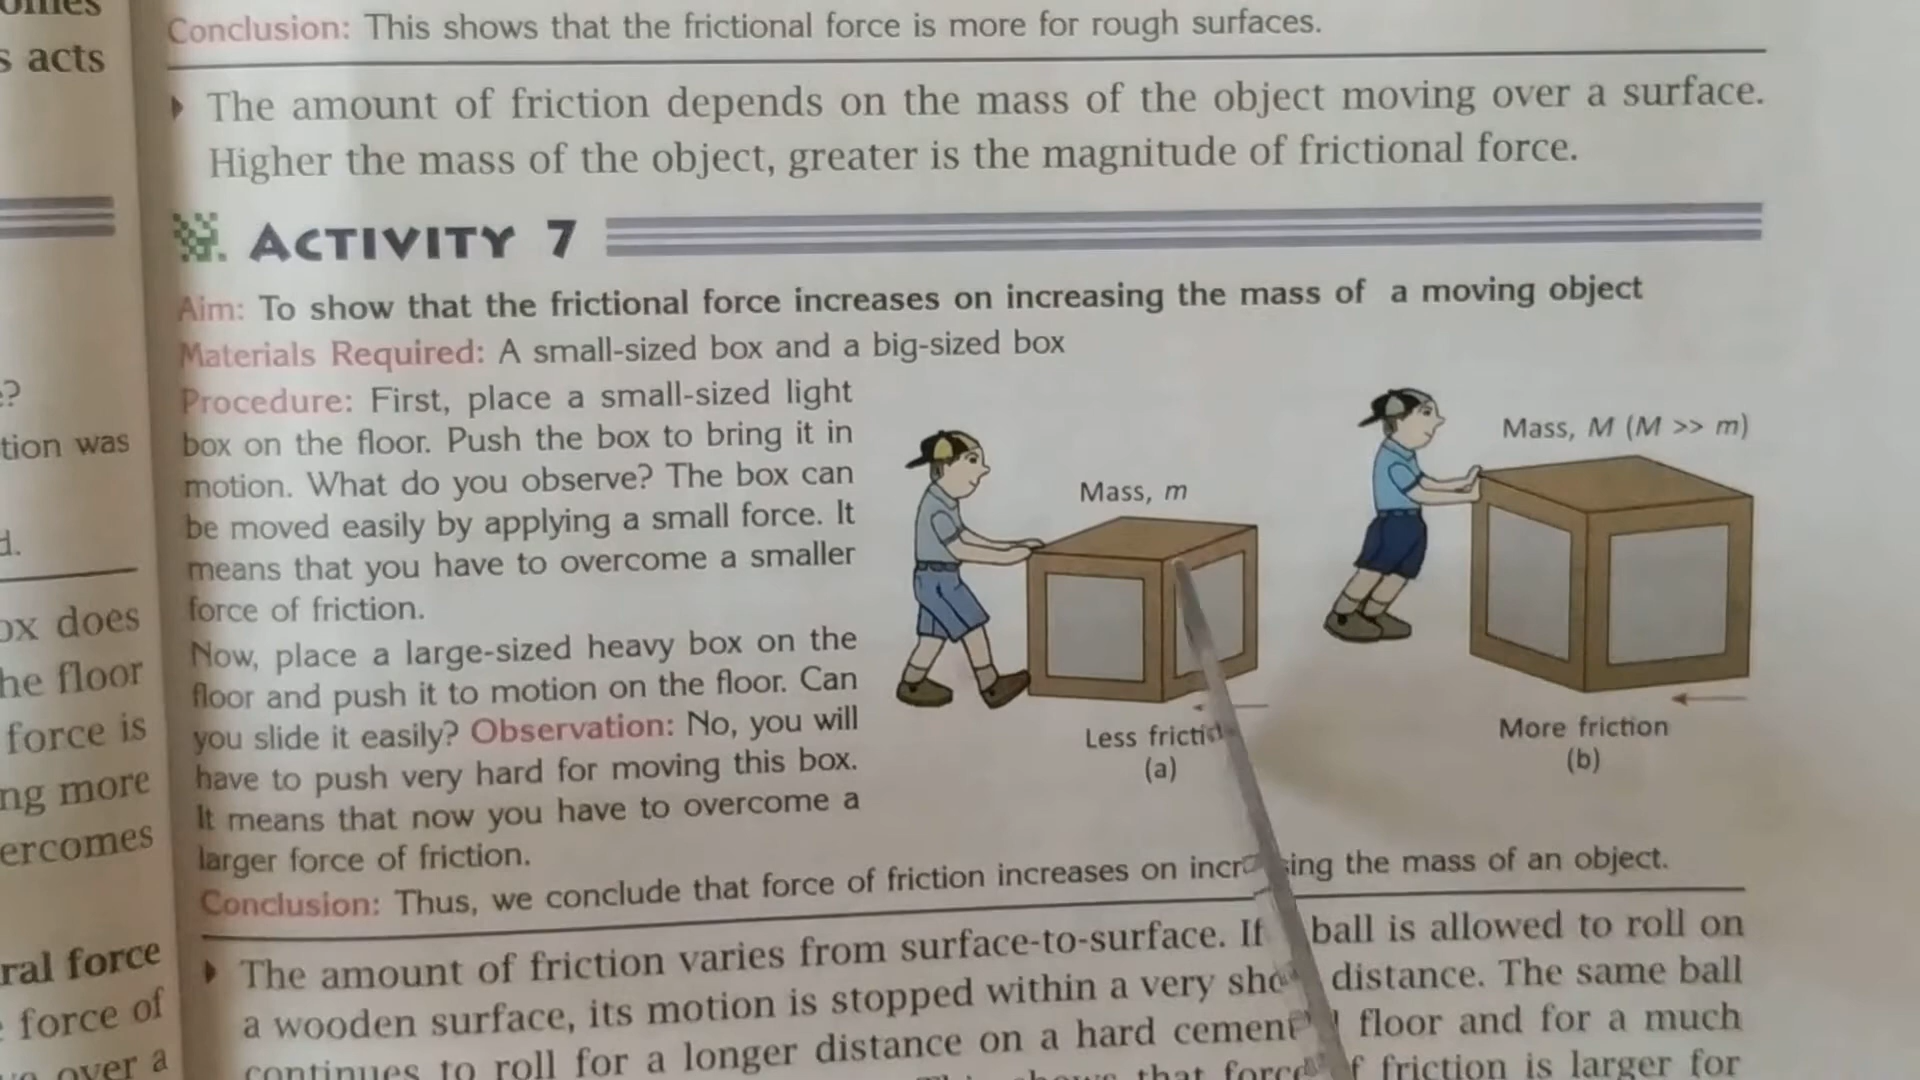 acts
?
tion was
d.
ox does
he floor
force is
ng more
ercomes
ral force
force of
over a
Conclusion: This shows that the frictional force is more for rough surfaces.
The amount of friction depends on the mass of the object moving over a surface.
Higher the mass of the object, greater is the magnitude of frictional force.
ACTIVITY 7
Aim: To show that the frictional force increases on increasing the mass of a moving object
Materials Required: A small-sized box and a big-sized box
Procedure: First, place a small-sized light
box on the floor. Push the box to bring it in
motion. What do you observe? The box can
be moved easily by applying a small force. It
means that you have to overcome a smaller
force of friction.
Now, place a large-sized heavy box on the
floor and push it to motion on the floor. Can
you slide it easily? Observation: No, you will
have to push very hard for moving this box.
It means that now you have to overcome a
larger force of friction.
Mass, m
Less fricti
(a)
Mass, M (M >> m)
More friction
(b)
Conclusion: Thus, we conclude that force of friction increases on incr ing the mass of an object.
The amount of friction varies from surface-to-surface. If ball is allowed to roll on
a wooden surface, its motion is stopped within a very sho distance. The same ball
continues to roll for a longer distance on a hard cement floor and for a much
that force f friction is larger for